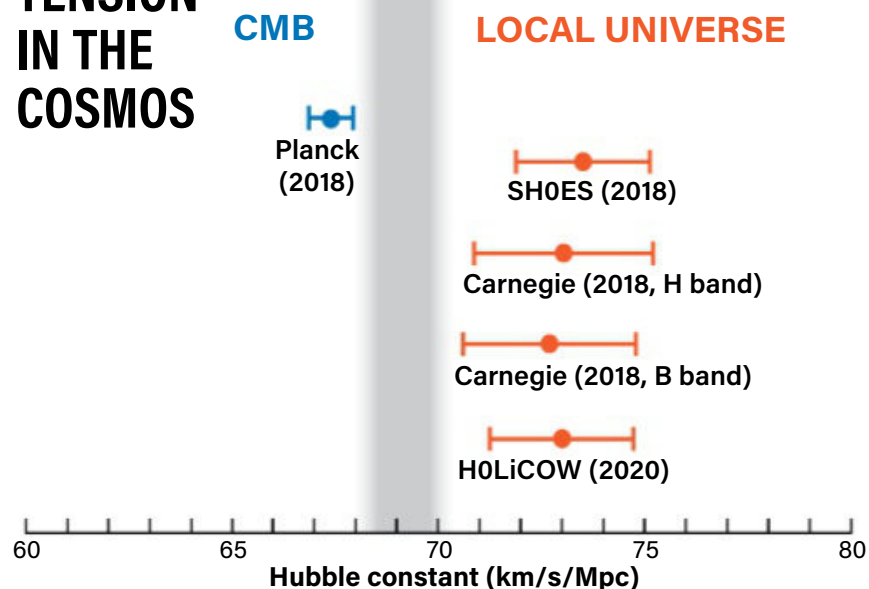 TENSION
IN THE
COSMOS
CMB
LOCAL UNIVERSE
Planck
(2018)
SH0ES (2018)
Carnegie (2018, H band)
Carnegie (2018, B band)
H0LiCOW (2020)
60 65 70 75 80
Hubble constant (km/s/Mpc)